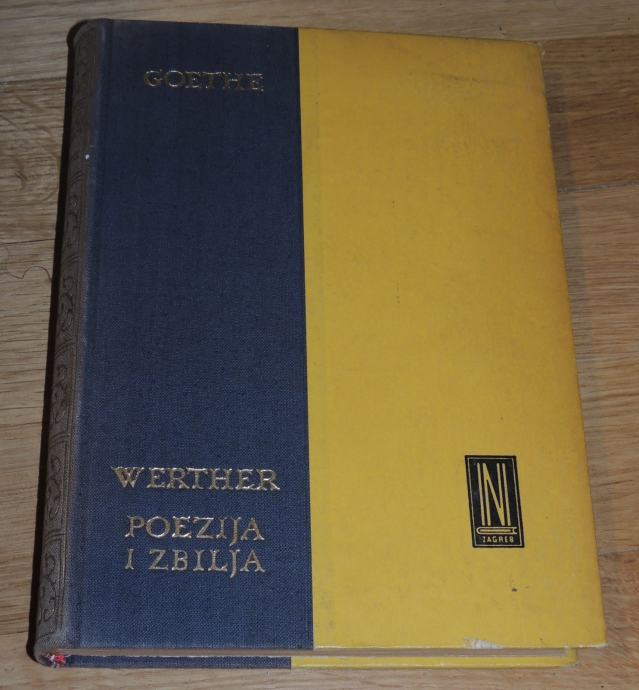 GOETHE
WERTHER
POEZIJA
I ZBILJA
N
ZAGREB